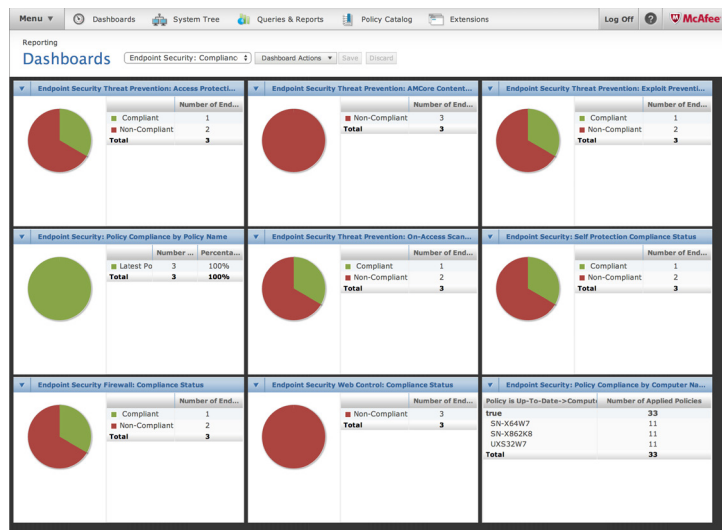 Menu ▼ Dashboards System Tree Queries & Reports Policy Catalog Extensions Log Off ? McAfee
Reporting
Dashboards Endpoint Security: Complianc Dashboard Actions ▼ Save Discard
Endpoint Security Threat Prevention: Access Protecti...
Number of End...
Compliant 1
Non-Compliant 2
Total 3
Endpoint Security Threat Prevention: AMCore Content...
Number of End...
Non-Compliant 3
Total 3
Endpoint Security Threat Prevention: Exploit Preventi...
Number of End...
Compliant 1
Non-Compliant 2
Total 3
Endpoint Security: Policy Compliance by Policy Name
Number ... Percenta...
Latest Po 3 100%
Total 3 100%
Endpoint Security Threat Prevention: On-Access Scan...
Number of End...
Compliant 1
Non-Compliant 2
Total 3
Endpoint Security: Self Protection Compliance Status
Number of End...
Compliant 1
Non-Compliant 2
Total 3
Endpoint Security Firewall: Compliance Status
Number of End...
Compliant 1
Non-Compliant 2
Total 3
Endpoint Security Web Control: Compliance Status
Number of End...
Non-Compliant 3
Total 3
Endpoint Security: Policy Compliance by Computer Na...
Policy is Up-To-Date->Comput Number of Applied Policies
true 33
SN-X64W7 11
SN-X862K8 11
UXS32W7 11
Total 33